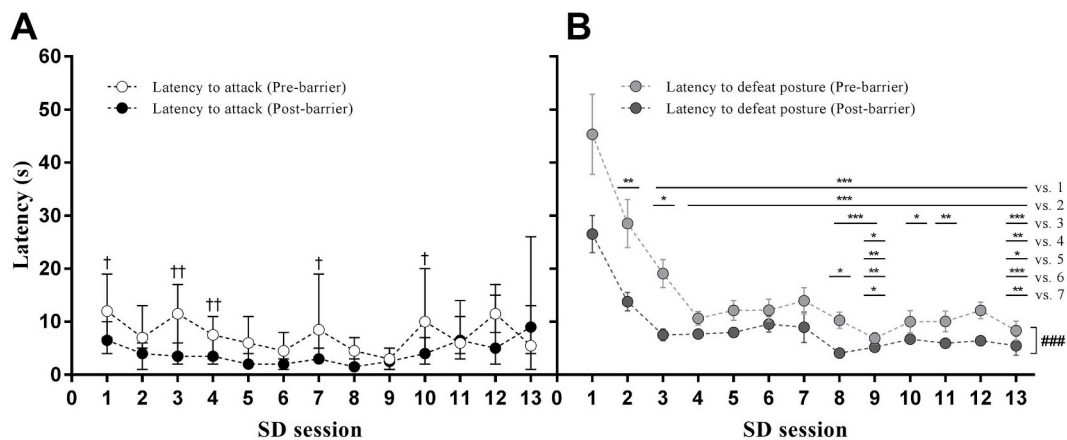 A
B
60
50
40
30
20
10
0
Latency (s)
Latency to attack (Pre-barrier)
Latency to attack (Post-barrier)
† †† †† † †
0 1 2 3 4 5 6 7 8 9 10 11 12 13
SD session
Latency to defeat posture (Pre-barrier)
Latency to defeat posture (Post-barrier)
** *** vs. 1
* *** vs. 2
*** * ** *** vs. 3
* ** vs. 4
** * vs. 5
* ** *** vs. 6
* ** vs. 7
###
0 1 2 3 4 5 6 7 8 9 10 11 12 13
SD session